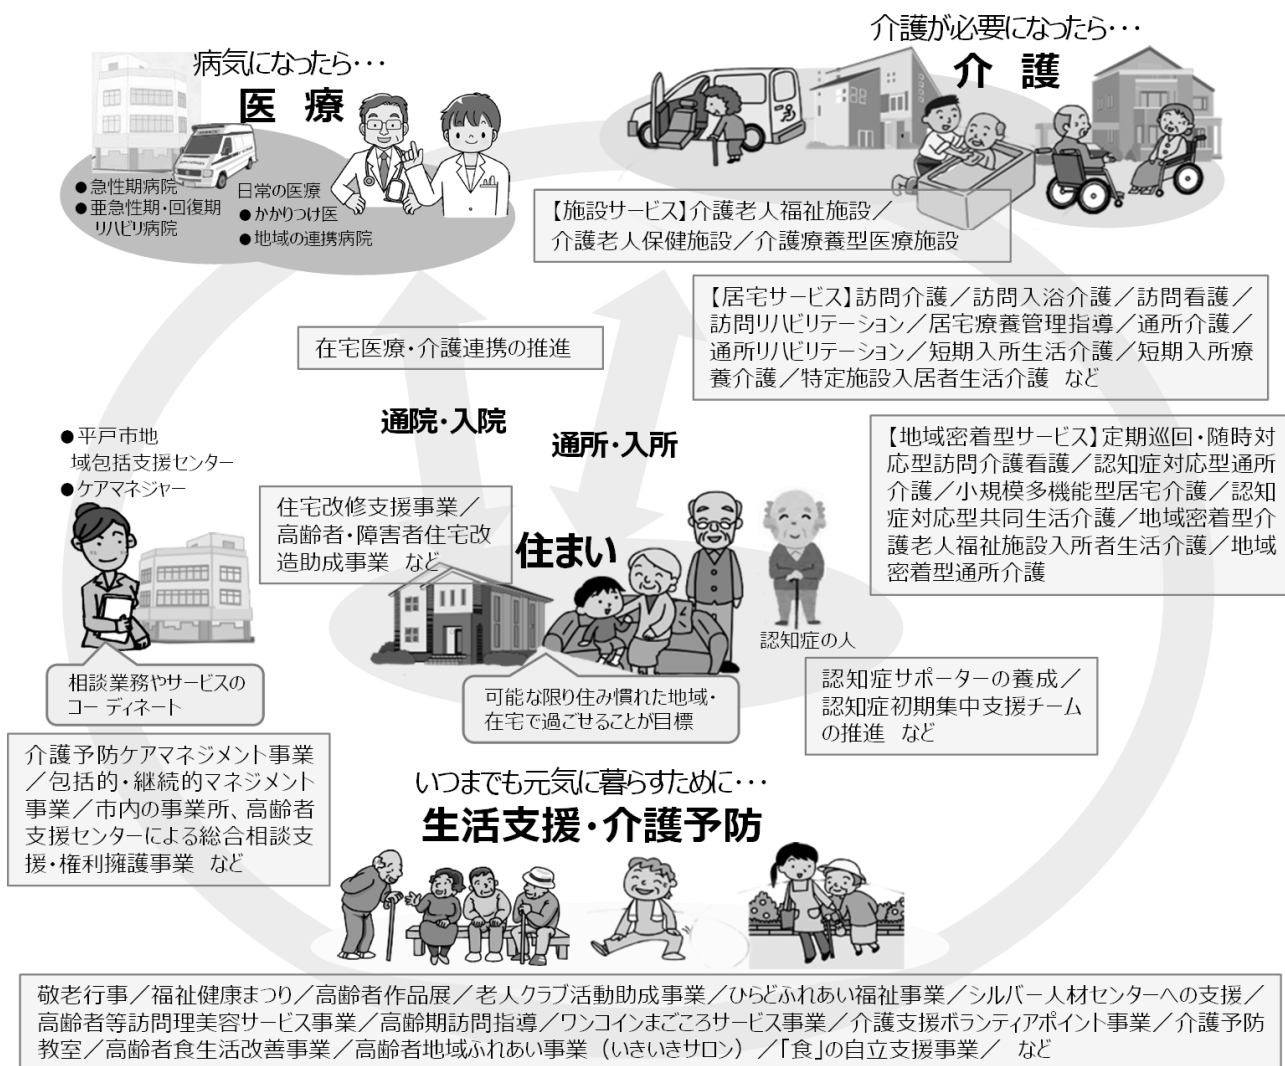 病気になったら・・・
医 療
●急性期病院
●亜急性期・回復期
リハビリ病院
日常の医療
●かかりつけ医
●地域の連携病院
介護が必要になったら・・・
介 護
【施設サービス】介護老人福祉施設／
介護老人保健施設／介護療養型医療施設
【居宅サービス】訪問介護／訪問入浴介護／訪問看護／
訪問リハビリテーション／居宅療養管理指導／通所介護／
通所リハビリテーション／短期入所生活介護／短期入所療
養介護／特定施設入居者生活介護 など
在宅医療・介護連携の推進
通院・入院
通所・入所
【地域密着型サービス】定期巡回・随時対
応型訪問介護看護／認知症対応型通所
介護／小規模多機能型居宅介護／認知
症対応型共同生活介護／地域密着型介
護老人福祉施設入所者生活介護／地域
密着型通所介護
●平戸市地
域包括支援センター
●ケアマネジャー
住宅改修支援事業／
高齢者・障害者住宅改
造助成事業 など
住まい
認知症の人
相談業務やサービスの
コーディネート
可能な限り住み慣れた地域・
在宅で過ごせることが目標
認知症サポーターの養成／
認知症初期集中支援チーム
の推進 など
介護予防ケアマネジメント事業
／包括的・継続的マネジメント
事業／市内の事業所、高齢者
支援センターによる総合相談支
援・権利擁護事業 など
いつまでも元気に暮らすために・・・
生活支援・介護予防
敬老行事／福祉健康まつり／高齢者作品展／老人クラブ活動助成事業／ひらどふれあい福祉事業／シルバー人材センターへの支援／
高齢者等訪問理美容サービス事業／高齢期訪問指導／ワンコインまごころサービス事業／介護支援ボランティアポイント事業／介護予防
教室／高齢者食生活改善事業／高齢者地域ふれあい事業（いきいきサロン）／「食」の自立支援事業／ など